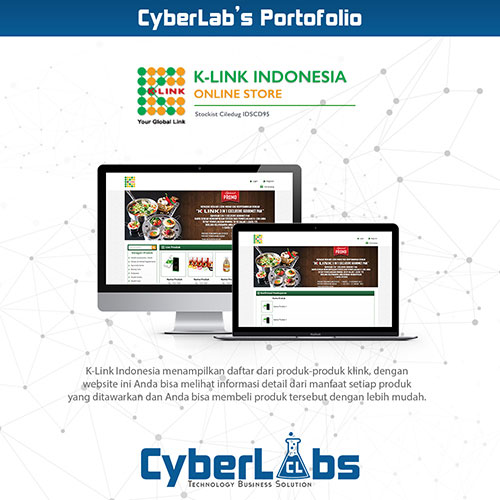 CyberLab's Portofolio
K-LINK INDONESIA
ONLINE STORE
Stockist Ciledug IDSCD95
K-LINK
Your Global Link
K-Link Indonesia menampilkan daftar dari produk-produk klink, dengan
website ini Anda bisa melihat informasi detail dari manfaat setiap produk
yang ditawarkan dan Anda bisa membeli produk tersebut dengan lebih mudah.
CyberLabs
CL
TECHNOLOGY BUSINESS SOLUTION